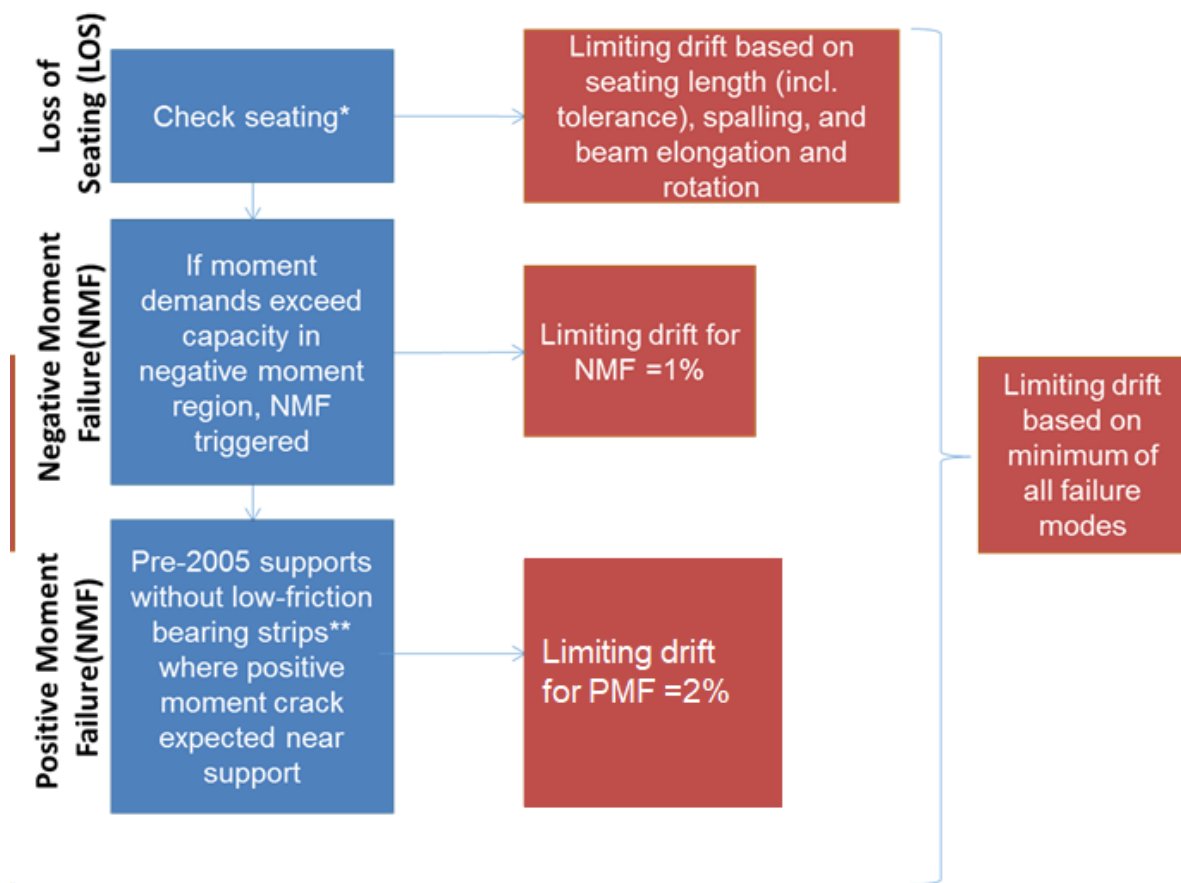 Loss of
Seating (LOS)
Check seating*
Limiting drift based on
seating length (incl.
tolerance), spalling, and
beam elongation and
rotation
Negative Moment
Failure(NMF)
If moment
demands exceed
capacity in
negative moment
region, NMF
triggered
Limiting drift for
NMF =1%
Positive Moment
Failure(NMF)
Pre-2005 supports
without low-friction
bearing strips**
where positive
moment crack
expected near
support
Limiting drift
for PMF =2%
Limiting drift
based on
minimum of
all failure
modes